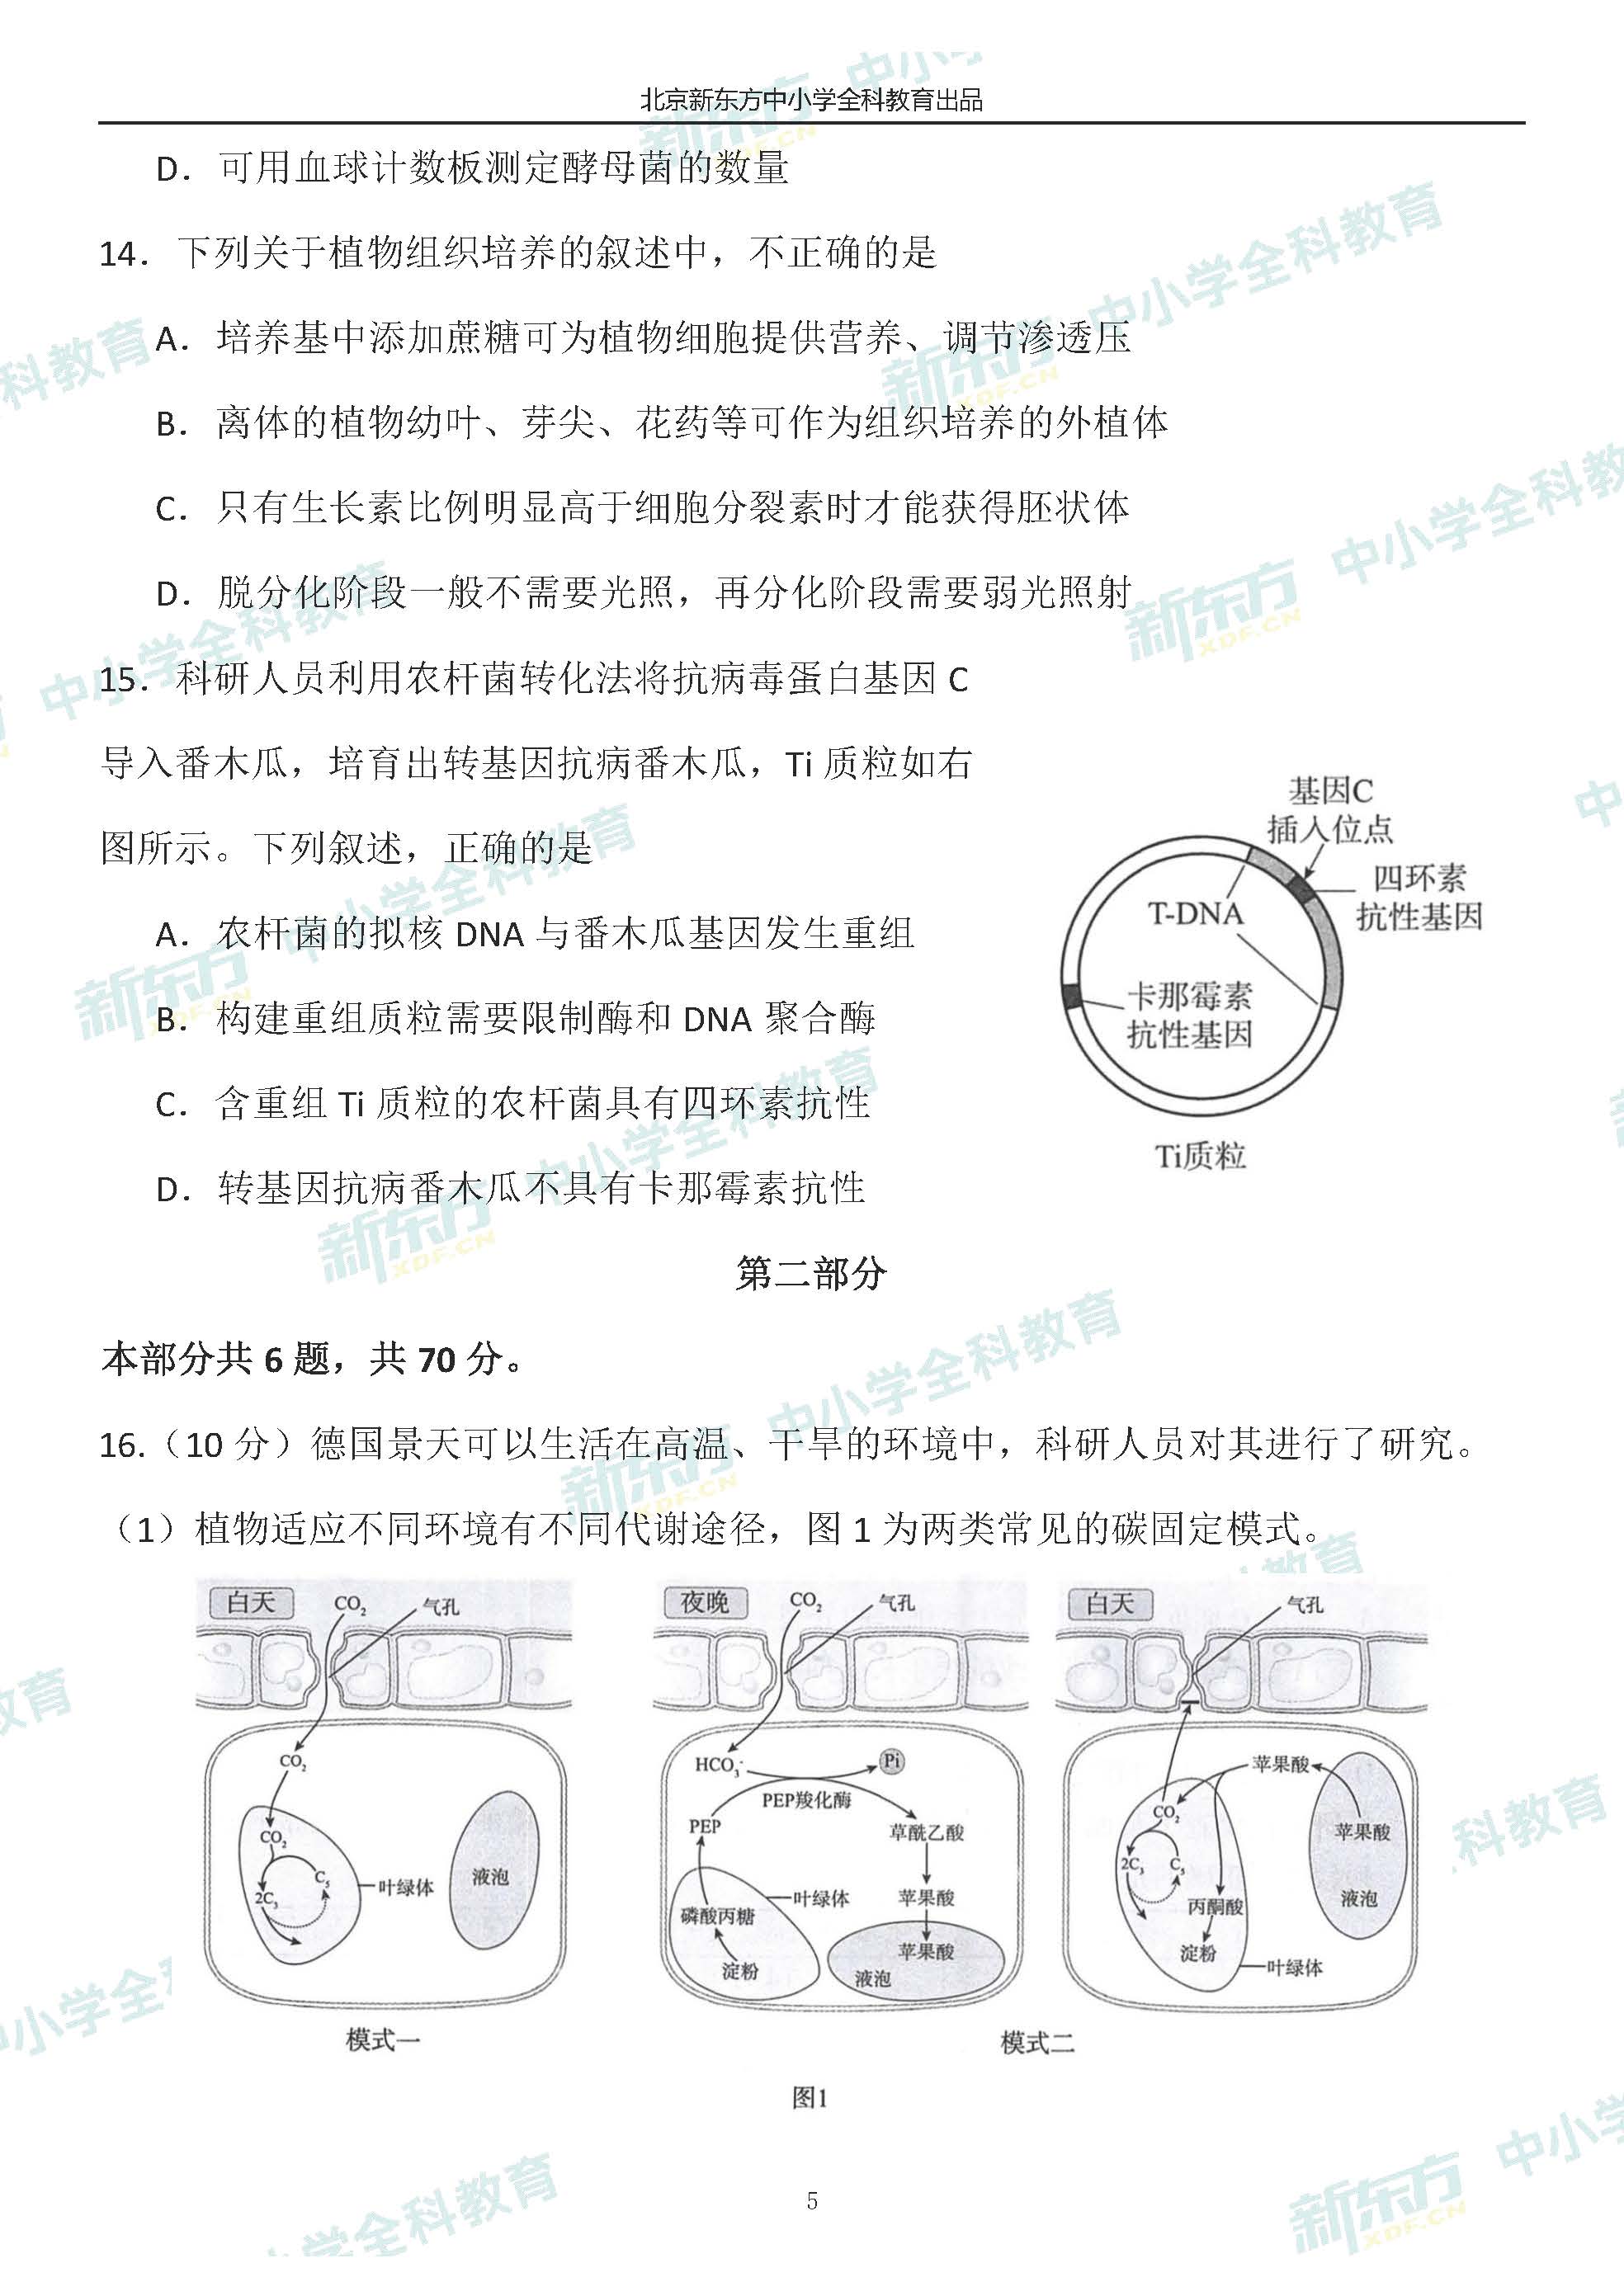 北京新东方中小学全科教育出品
D. 可用血球计数板测定酵母菌的数量
14. 下列关于植物组织培养的叙述中，不正确的是
A. 培养基中添加蔗糖可为植物细胞提供营养、调节渗透压
B. 离体的植物幼叶、芽尖、花药等可作为组织培养的外植体
C. 只有生长素比例明显高于细胞分裂素时才能获得胚状体
D. 脱分化阶段一般不需要光照，再分化阶段需要弱光照射
15. 科研人员利用农杆菌转化法将抗病毒蛋白基因 C
导入番木瓜，培育出转基因抗病番木瓜，Ti 质粒如右
图所示。下列叙述，正确的是
A. 农杆菌的拟核 DNA 与番木瓜基因发生重组
B. 构建重组质粒需要限制酶和 DNA 聚合酶
C. 含重组 Ti 质粒的农杆菌具有四环素抗性
D. 转基因抗病番木瓜不具有卡那霉素抗性
基因C
插入位点
四环素
抗性基因
T-DNA
卡那霉素
抗性基因
Ti质粒
第二部分
本部分共 6 题，共 70 分。
16.（10 分）德国景天可以生活在高温、干旱的环境中，科研人员对其进行了研究。
（1）植物适应不同环境有不同代谢途径，图 1 为两类常见的碳固定模式。
白天
CO₂
气孔
CO₂
CO₂
C₅
2C₃
叶绿体
液泡
模式一
夜晚
CO₂
气孔
HCO₃⁻
Pi
PEP羧化酶
PEP
草酰乙酸
叶绿体
苹果酸
磷酸丙糖
苹果酸
淀粉
液泡
白天
气孔
苹果酸
CO₂
苹果酸
2C₃
C₅
丙酮酸
液泡
淀粉
叶绿体
模式二
图1
5
新东方
XDF.CN
中小学全科教育